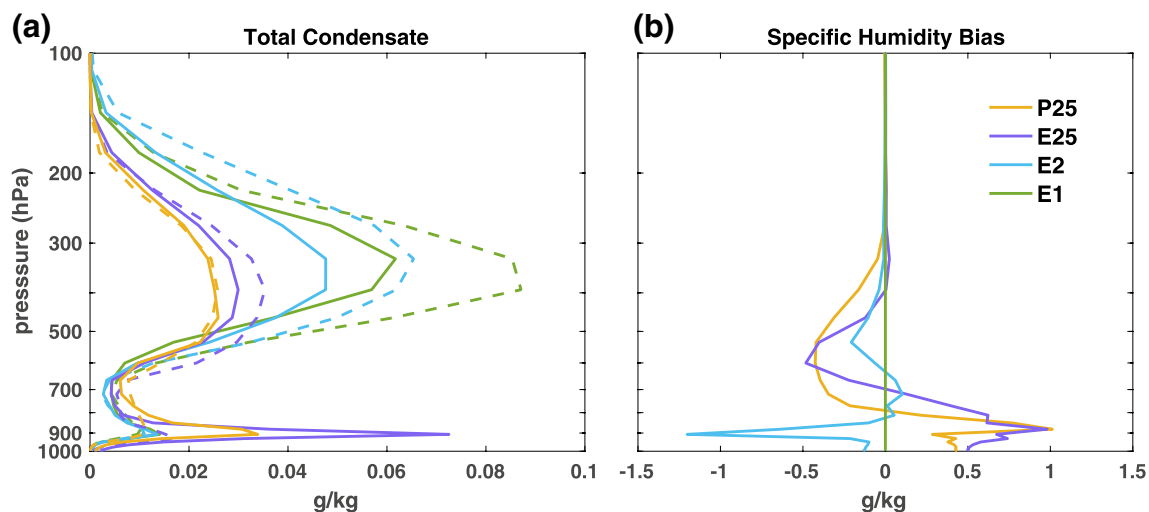 (a)
Total Condensate
100
200
300
500
700
900
1000
presssure (hPa)
0
0.02
0.04
0.06
0.08
0.1
g/kg
(b)
Specific Humidity Bias
P25
E25
E2
E1
-1.5
-1
-0.5
0
0.5
1
1.5
g/kg